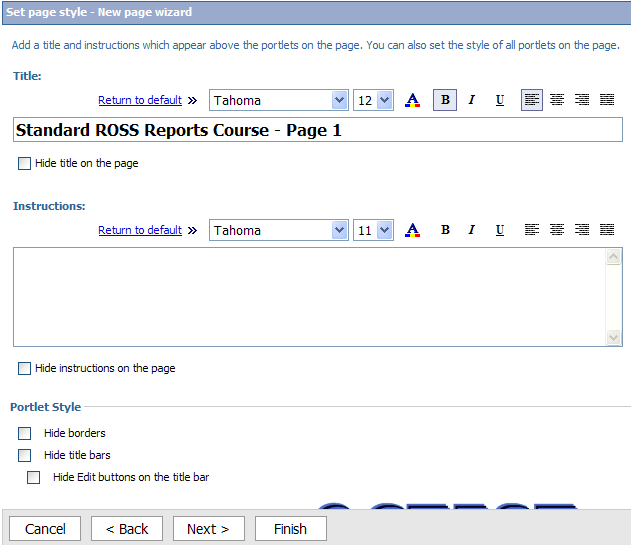 Set page style - New page wizard
Add a title and instructions which appear above the portlets on the page. You can also set the style of all portlets on the page.
Title:
Return to default » Tahoma 12 A B I U
Standard ROSS Reports Course - Page 1
Hide title on the page
Instructions:
Return to default » Tahoma 11 A B I U
Hide instructions on the page
Portlet Style
Hide borders
Hide title bars
Hide Edit buttons on the title bar
Cancel < Back Next > Finish